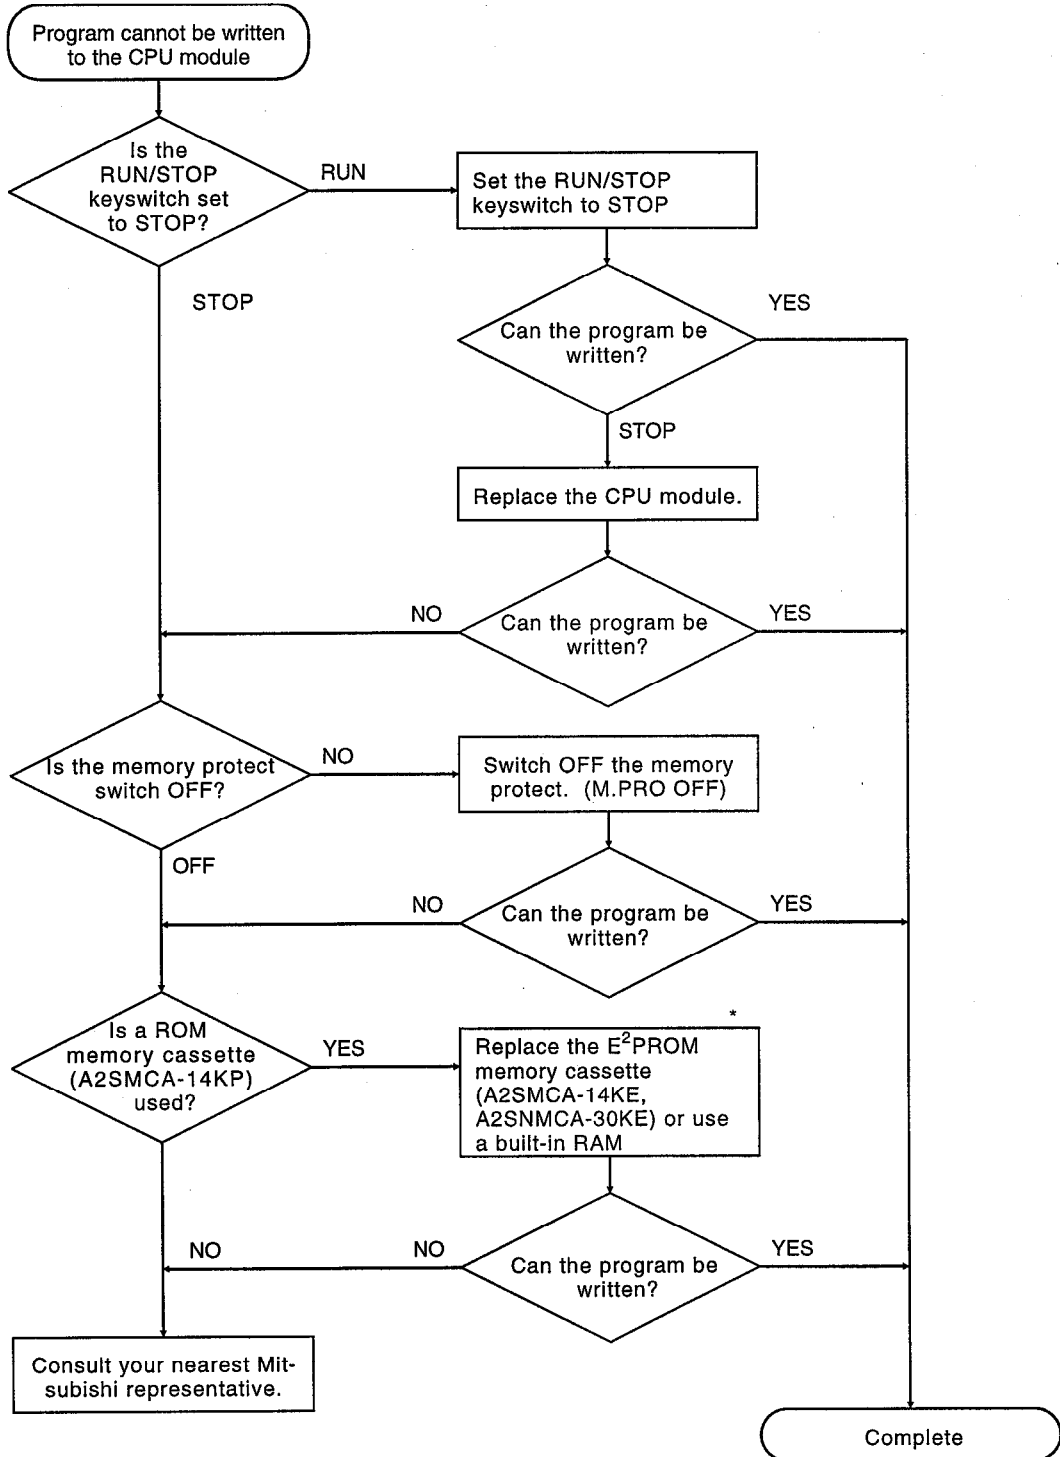 Program cannot be written
to the CPU module
Is the
RUN/STOP
keyswitch set
to STOP?
RUN
Set the RUN/STOP
keyswitch to STOP
STOP
Can the program be
written?
YES
STOP
Replace the CPU module.
NO
Can the program be
written?
YES
Is the memory protect
switch OFF?
NO
Switch OFF the memory
protect. (M.PRO OFF)
OFF
NO
Can the program be
written?
YES
*
Is a ROM
memory cassette
(A2SMCA-14KP)
used?
YES
Replace the E²PROM
memory cassette
(A2SMCA-14KE,
A2SNMCA-30KE) or use
a built-in RAM
NO
NO
Can the program be
written?
YES
Consult your nearest Mit-
subishi representative.
Complete